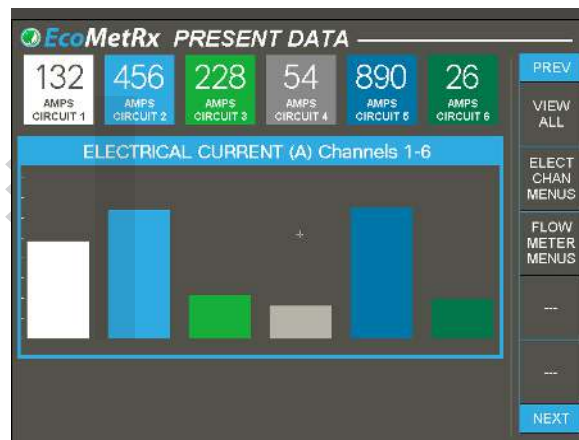 EcoMetRx PRESENT DATA
132 456 228 54 890 26
AMPS AMPS AMPS AMPS AMPS AMPS
CIRCUIT 1 CIRCUIT 2 CIRCUIT 3 CIRCUIT 4 CIRCUIT 5 CIRCUIT 6
ELECTRICAL CURRENT (A) Channels 1-6
PREV
VIEW
ALL
ELECT
CHAN
MENUS
FLOW
METER
MENUS
---
---
NEXT